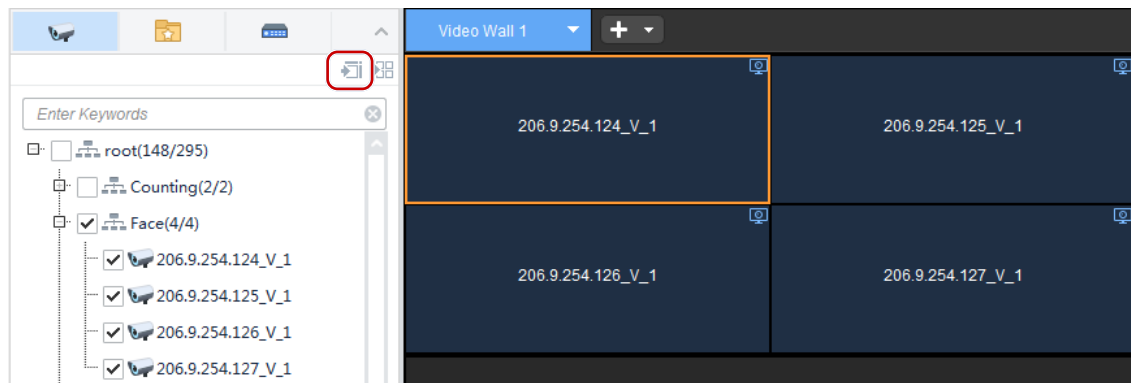 Video Wall 1
Enter Keywords
root(148/295)
Counting(2/2)
Face(4/4)
206.9.254.124_V_1
206.9.254.125_V_1
206.9.254.126_V_1
206.9.254.127_V_1
206.9.254.124_V_1
206.9.254.125_V_1
206.9.254.126_V_1
206.9.254.127_V_1